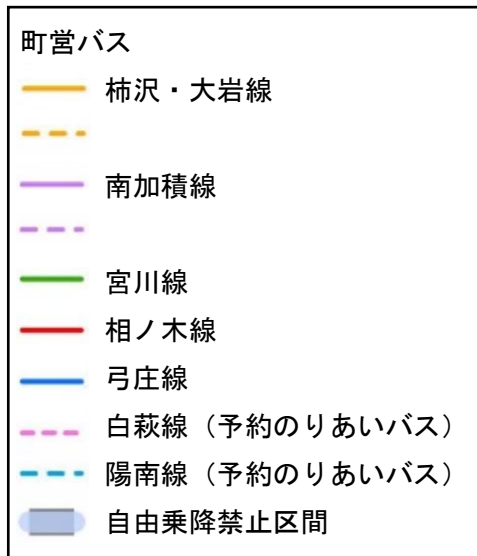 町営バス
柿沢・大岩線
南加積線
宮川線
相ノ木線
弓庄線
白萩線（予約のりあいバス）
陽南線（予約のりあいバス）
自由乗降禁止区間